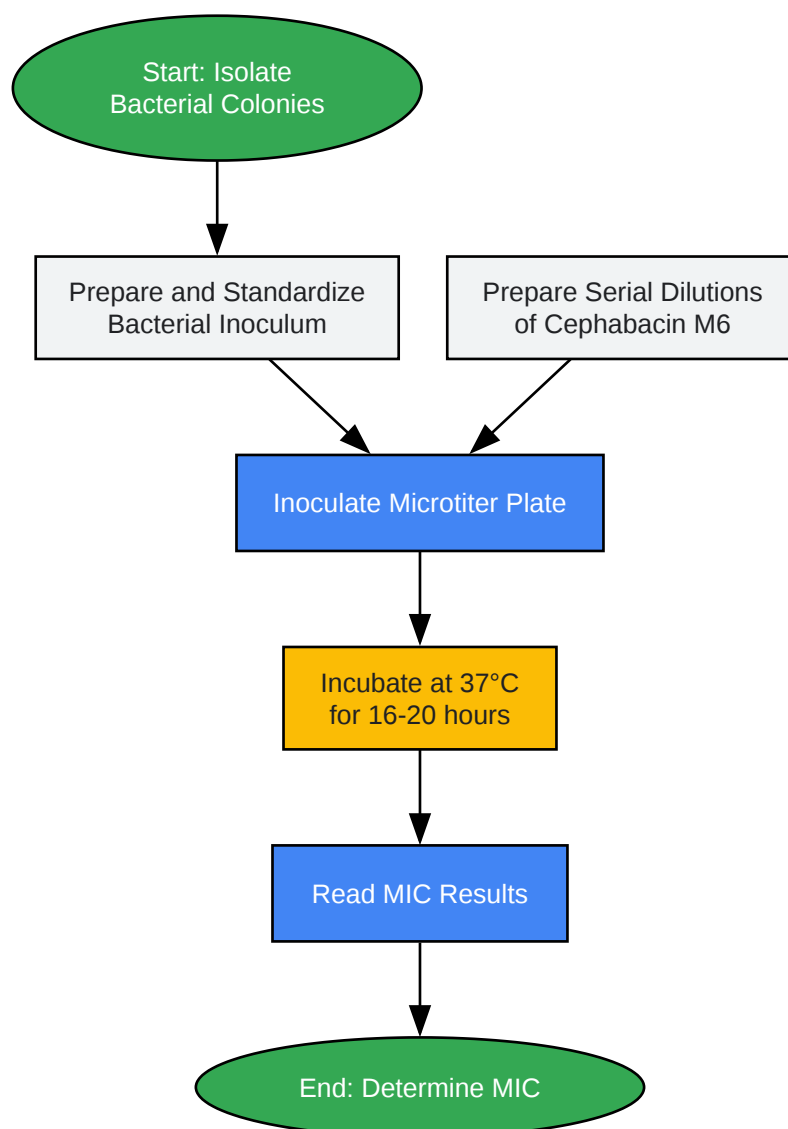 Start: Isolate
Bacterial Colonies
Prepare and Standardize
Bacterial Inoculum
Prepare Serial Dilutions
of Cephabacin M6
Inoculate Microtiter Plate
Incubate at 37°C
for 16-20 hours
Read MIC Results
End: Determine MIC